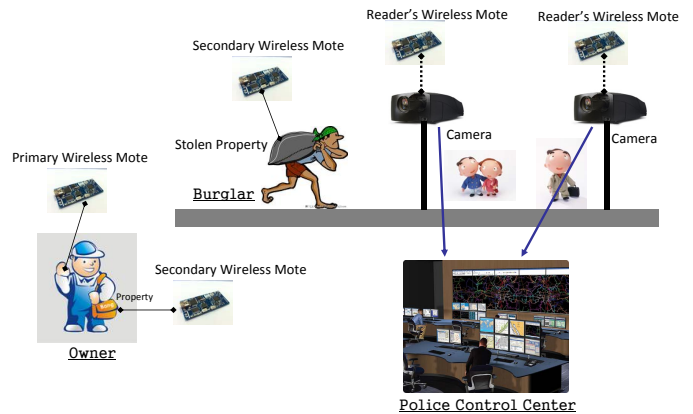 Reader's Wireless Mote
Reader's Wireless Mote
Secondary Wireless Mote
Stolen Property
Camera
Camera
Primary Wireless Mote
Burglar
Secondary Wireless Mote
Property
Owner
Police Control Center